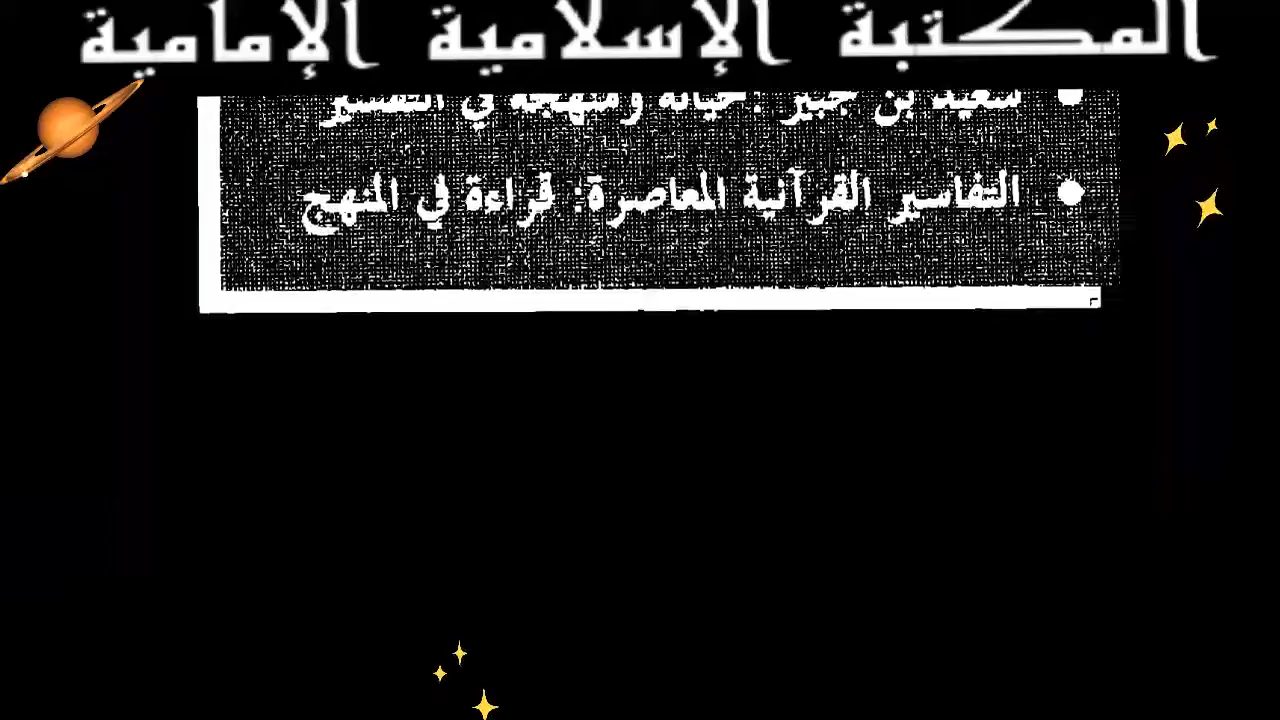 المكتبة الإسلامية الإمامية
• سعيد بن جبير : حياته ومنهجه في التفسير
• التفاسير القرآنية المعاصرة: قراءة في المنهج